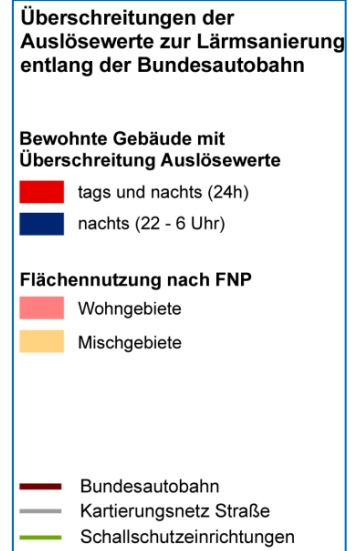 Überschreitungen der
Auslösewerte zur Lärmsanierung
entlang der Bundesautobahn
Bewohnte Gebäude mit
Überschreitung Auslösewerte
tags und nachts (24h)
nachts (22 - 6 Uhr)
Flächennutzung nach FNP
Wohngebiete
Mischgebiete
Bundesautobahn
Kartierungsnetz Straße
Schallschutzeinrichtungen